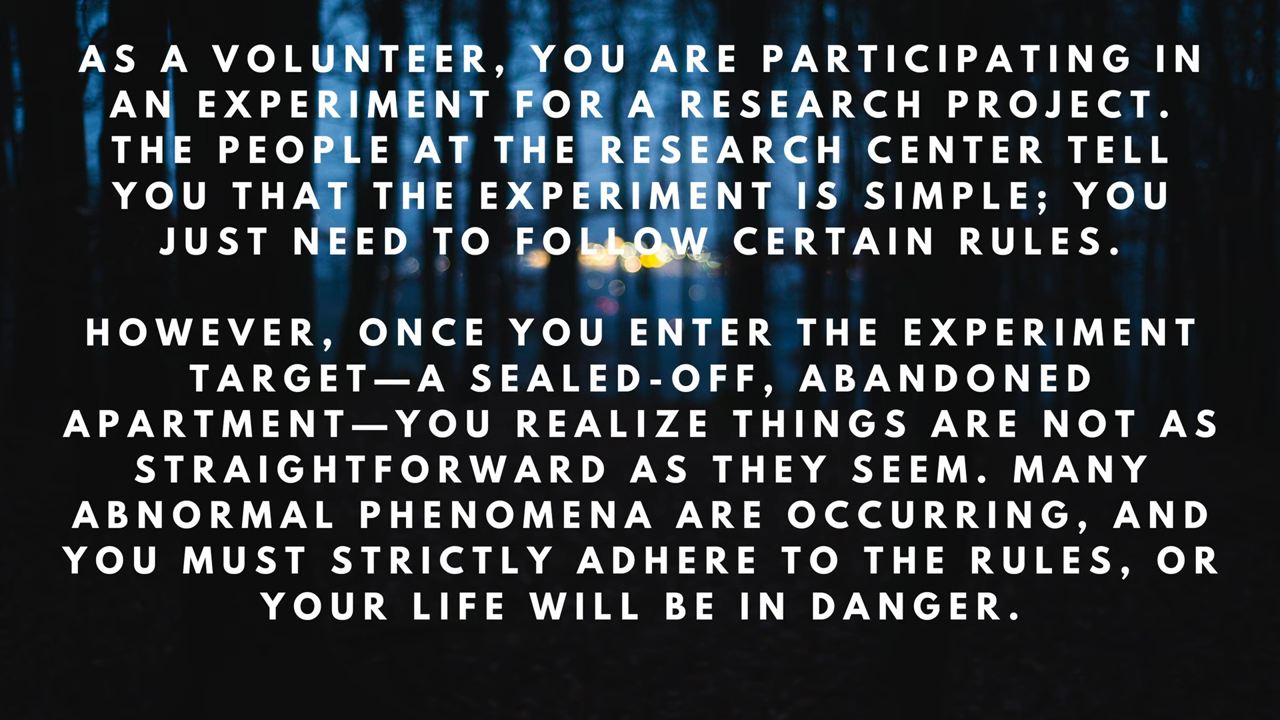 AS A VOLUNTEER, YOU ARE PARTICIPATING IN
AN EXPERIMENT FOR A RESEARCH PROJECT.
THE PEOPLE AT THE RESEARCH CENTER TELL
YOU THAT THE EXPERIMENT IS SIMPLE; YOU
JUST NEED TO FOLLOW CERTAIN RULES.
HOWEVER, ONCE YOU ENTER THE EXPERIMENT
TARGET—A SEALED-OFF, ABANDONED
APARTMENT—YOU REALIZE THINGS ARE NOT AS
STRAIGHTFORWARD AS THEY SEEM. MANY
ABNORMAL PHENOMENA ARE OCCURRING, AND
YOU MUST STRICTLY ADHERE TO THE RULES, OR
YOUR LIFE WILL BE IN DANGER.